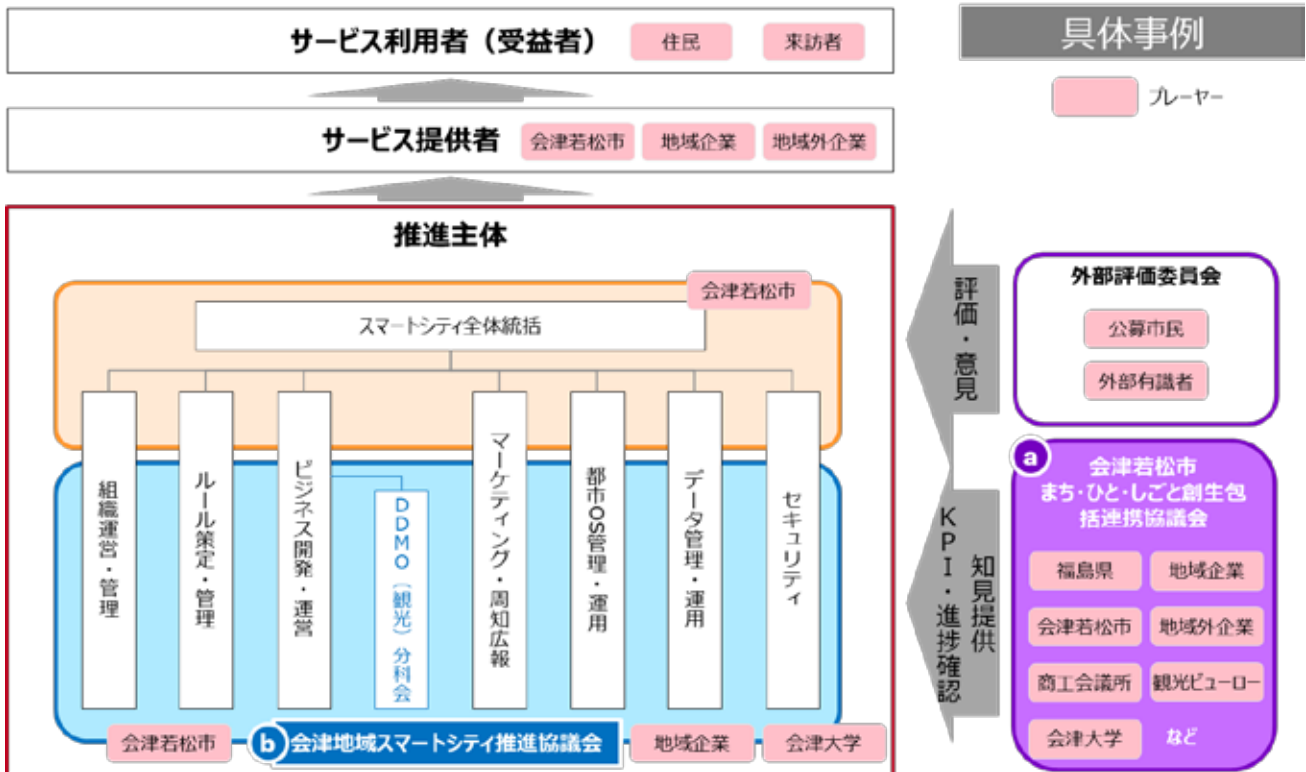 サービス利用者（受益者）
住民
来訪者
具体事例
プレーヤー
サービス提供者
会津若松市
地域企業
地域外企業
推進主体
会津若松市
スマートシティ全体統括
組織運営・管理
ルール策定・管理
ビジネス開発・運営
DDMO（観光）分科会
マーケティング・周知広報
都市OS管理・運用
データ管理・運用
セキュリティ
会津若松市
b 会津地域スマートシティ推進協議会
地域企業
会津大学
評価・意見
知見提供
KPI・進捗確認
外部評価委員会
公募市民
外部有識者
a
会津若松市
まち・ひと・しごと創生包
括連携協議会
福島県
地域企業
会津若松市
地域外企業
商工会議所
観光ビューロー
会津大学
など